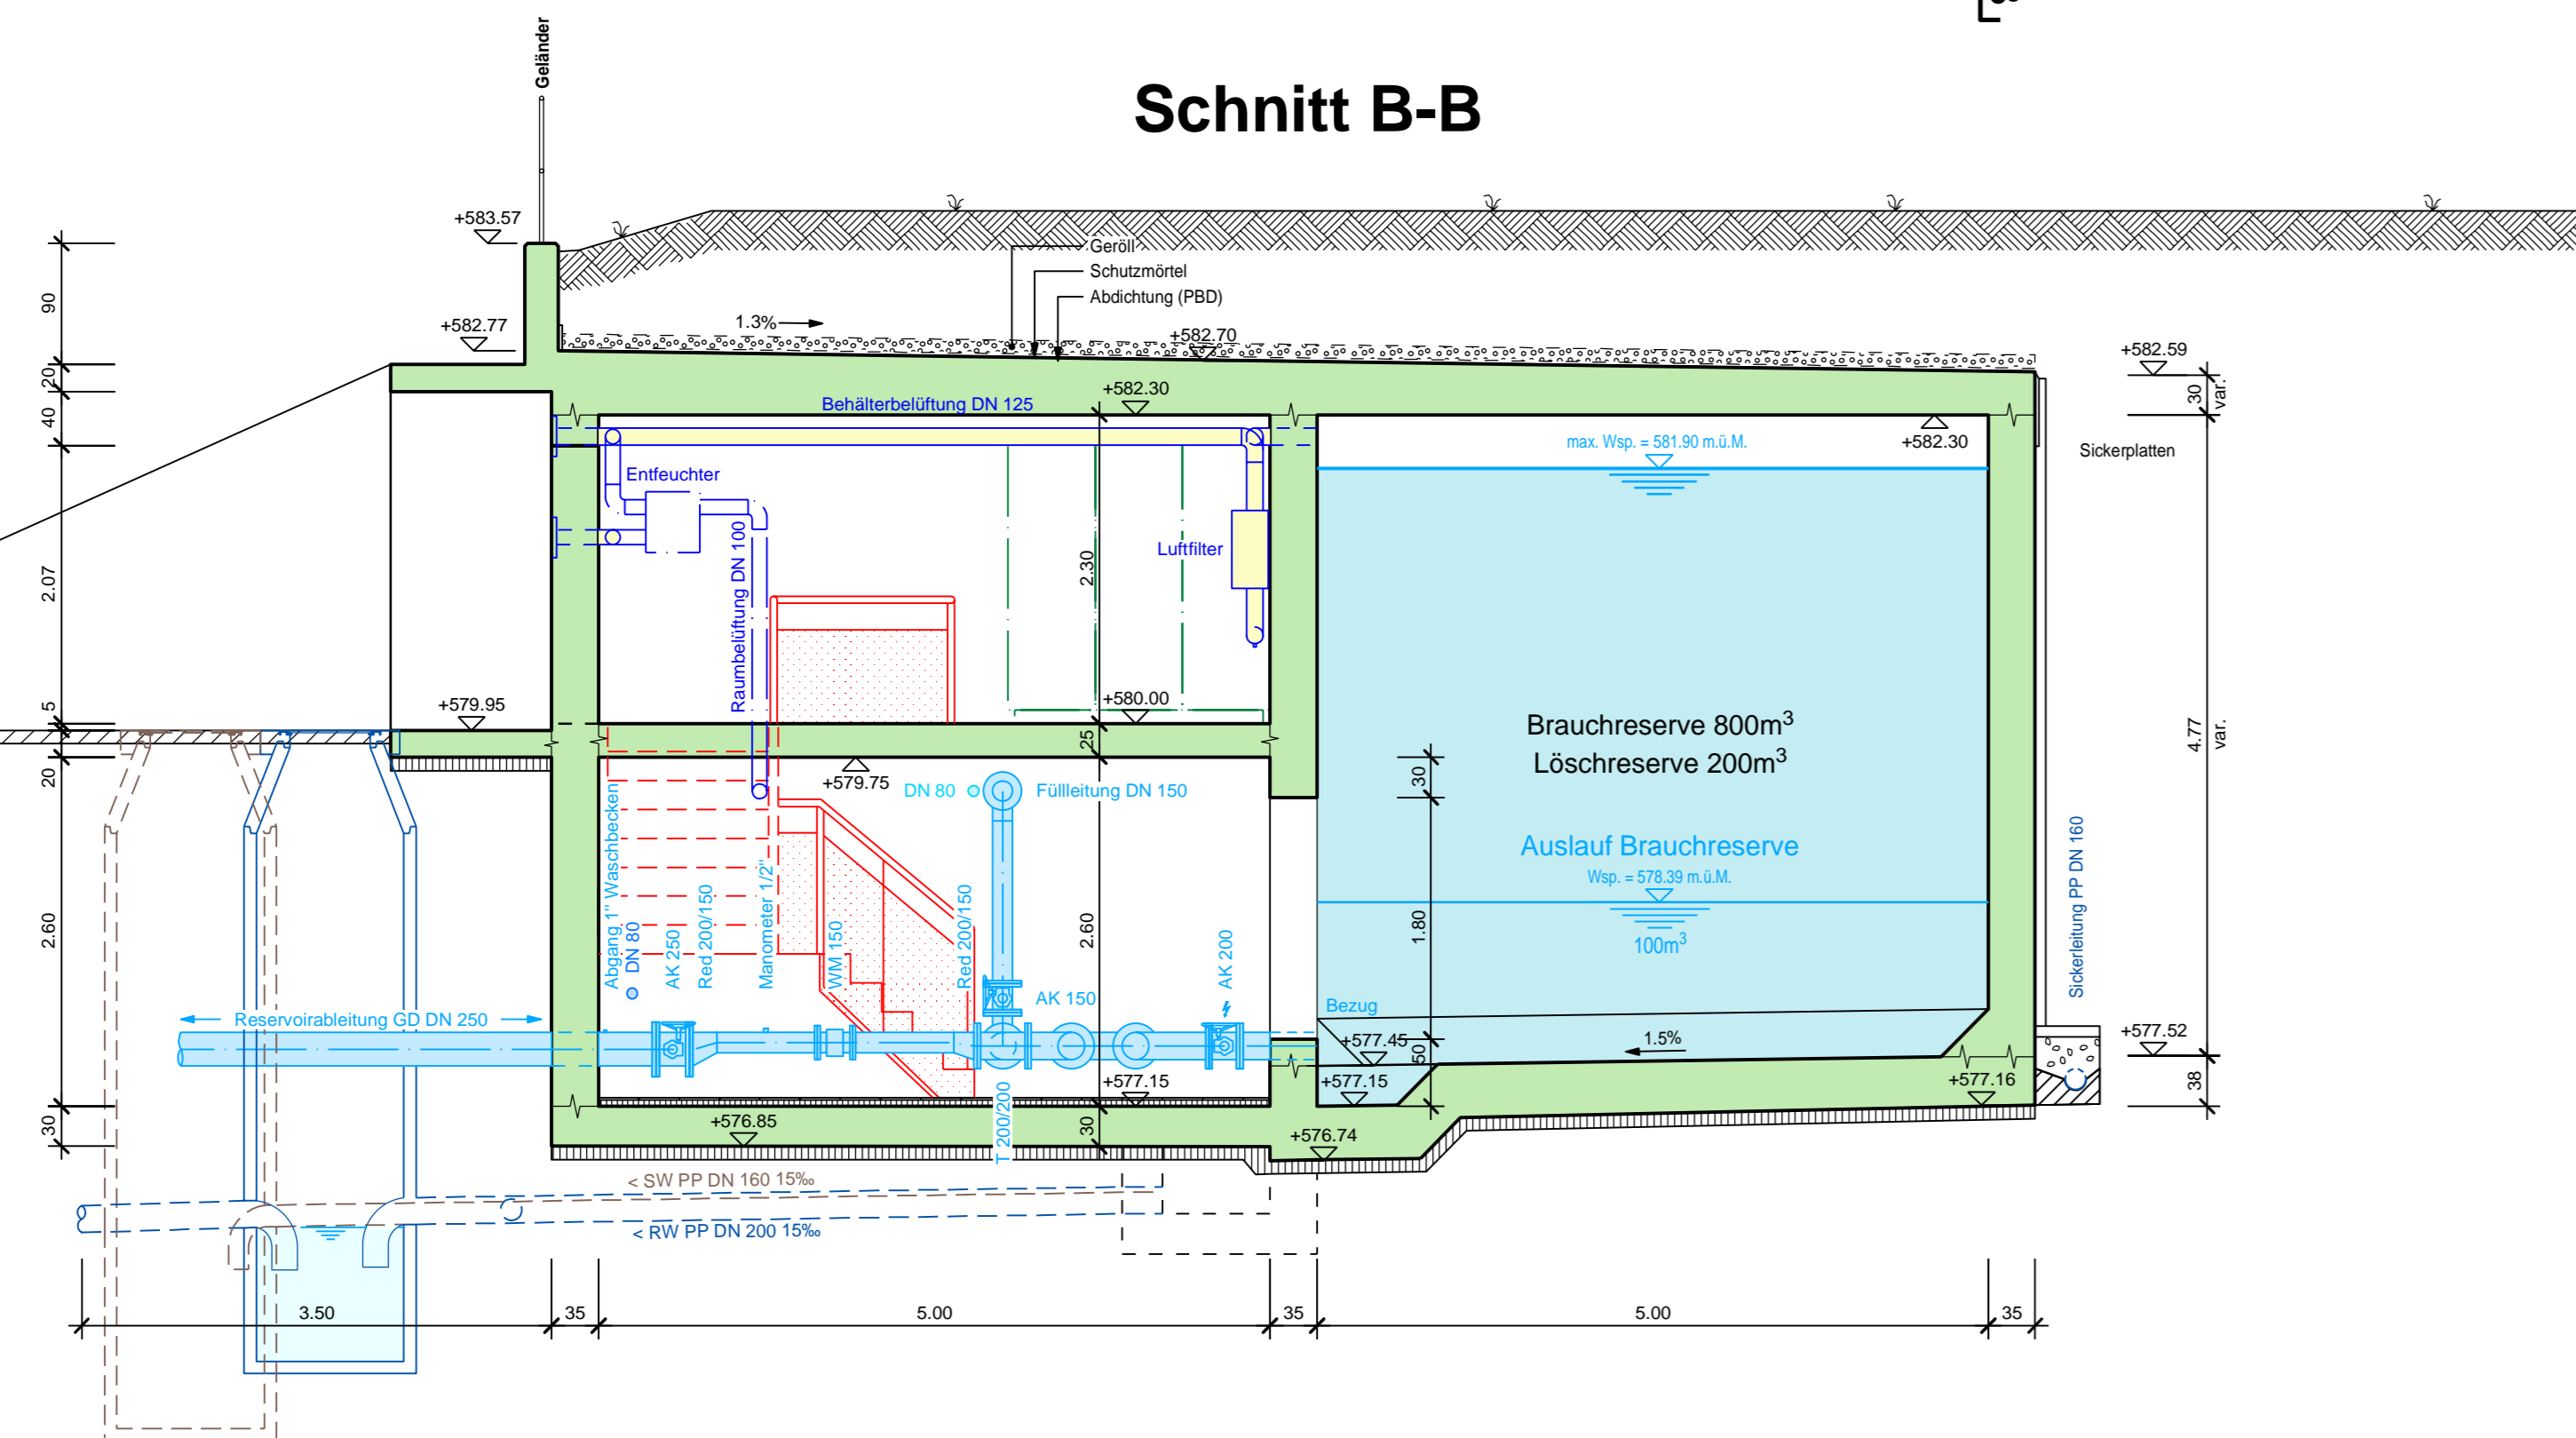 Schnitt B-B
Geländer
+583.57
+582.77
Geröll
Schutzmörtel
Abdichtung (PBD)
1.3%
+582.70
+582.59
+582.30
Behälterbelüftung DN 125
max. Wsp. = 581.90 m.ü.M.
+582.30
Sickerplatten
Entfeuchter
Raumbelüftung DN 100
Luftfilter
2.30
+579.95
+580.00
25
+579.75
Brauchreserve 800m³
Löschreserve 200m³
DN 80
Füllleitung DN 150
30
Auslauf Brauchreserve
Wsp. = 578.39 m.ü.M.
100m³
Abgang 1" Waschbecken
DN 80
AK 250
Red 200/150
Manometer 1/2"
WM 150
Red 200/150
2.60
AK 200
1.80
AK 150
Bezug
Reservoirableitung GD DN 250
+577.45
50
1.5%
+577.52
+577.15
+577.15
+577.16
T 200/200
30
+576.85
+576.74
Sickerleitung PP DN 160
< SW PP DN 160 15‰
< RW PP DN 200 15‰
90
20
40
2.07
5
20
2.60
30
30
var.
4.77
var.
38
3.50
35
5.00
35
5.00
35